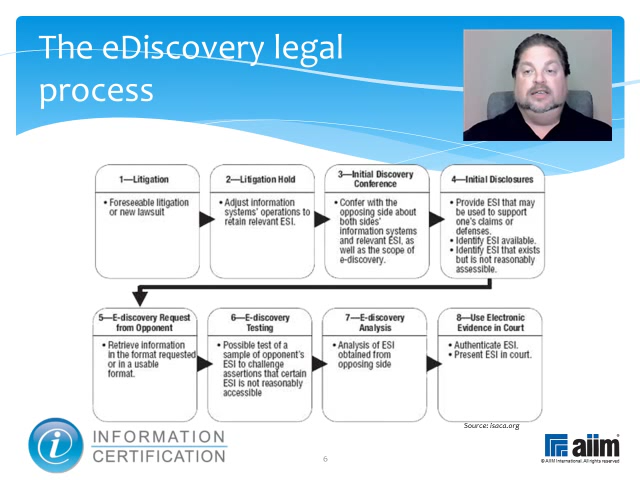 The eDiscovery legal
process
1—Litigation
• Foreseeable litigation
or new lawsuit
2—Litigation Hold
• Adjust information
systems' operations to
retain relevant ESI.
3—Initial Discovery
Conference
• Confer with the
opposing side about
both sides'
information systems
and relevant ESI, as
well as the scope of
e-discovery.
4—Initial Disclosures
• Provide ESI that may
be used to support
one's claims or
defenses.
• Identify ESI available.
• Identify ESI that exists
but is not reasonably
assessible.
5—E-discovery Request
from Opponent
• Retrieve information
in the format requested
or in a usable
format.
6—E-discovery
Testing
• Possible test of a
sample of opponent's
ESI to challenge
assertions that certain
ESI is not reasonably
accessible
7—E-discovery
Analysis
• Analysis of ESI
obtained from
opposing side
8—Use Electronic
Evidence in Court
• Authenticate ESI.
• Present ESI in court.
Source: isaca.org
i
INFORMATION
CERTIFICATION
6
aiim
© AIIM International. All rights reserved